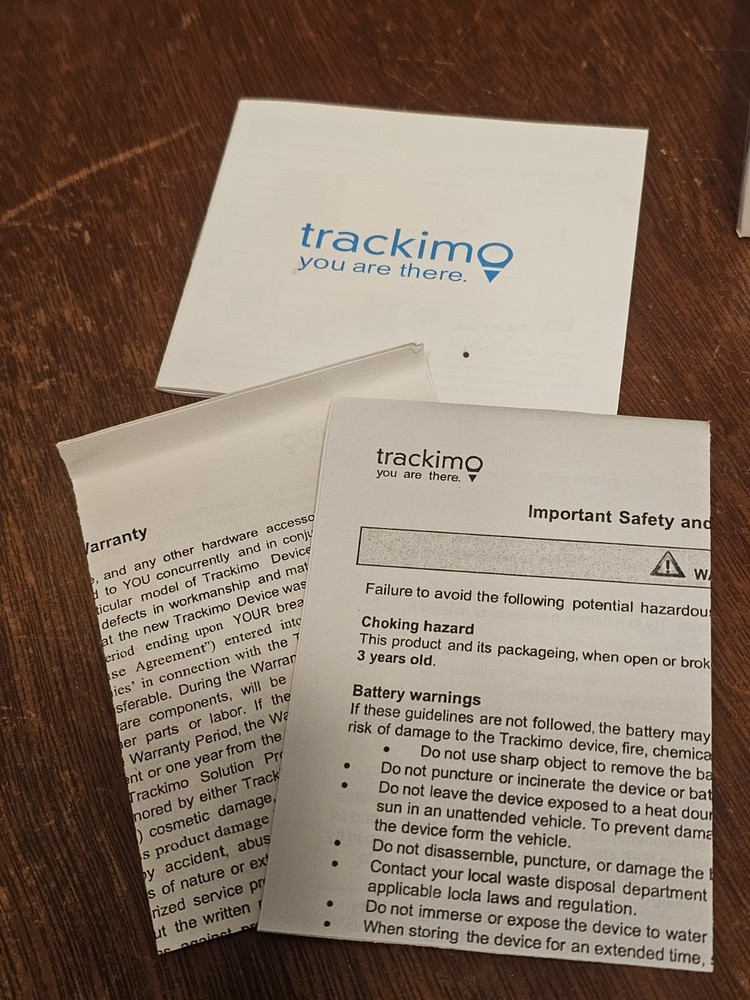 trackimo
you are there.
Warranty
, and any other hardware accesso
d to YOU concurrently and in conju
ticular model of Trackimo Device
defects in workmanship and mat
at the new Trackimo Device was
eriod ending upon YOUR brea
se Agreement") entered into
ies' in connection with the T
sferable. During the Warran
are components, will be
er parts or labor. If the
Warranty Period, the Wa
nt or one year from the
Trackimo Solution Pro
nored by either Track
) cosmetic damage,
s product damage
by accident, abus
s of nature or ext
rized service pr
ut the written
against
trackimo
you are there.
Important Safety and
WA
Failure to avoid the following potential hazardous
Choking hazard
This product and its packageing, when open or brok
3 years old.
Battery warnings
If these guidelines are not followed, the battery may
risk of damage to the Trackimo device, fire, chemica
• Do not use sharp object to remove the ba
• Do not puncture or incinerate the device or bat
• Do not leave the device exposed to a heat dour
sun in an unattended vehicle. To prevent dama
the device form the vehicle.
• Do not disassemble, puncture, or damage the b
• Contact your local waste disposal department
applicable locla laws and regulation.
• Do not immerse or expose the device to water
• When storing the device for an extended time,